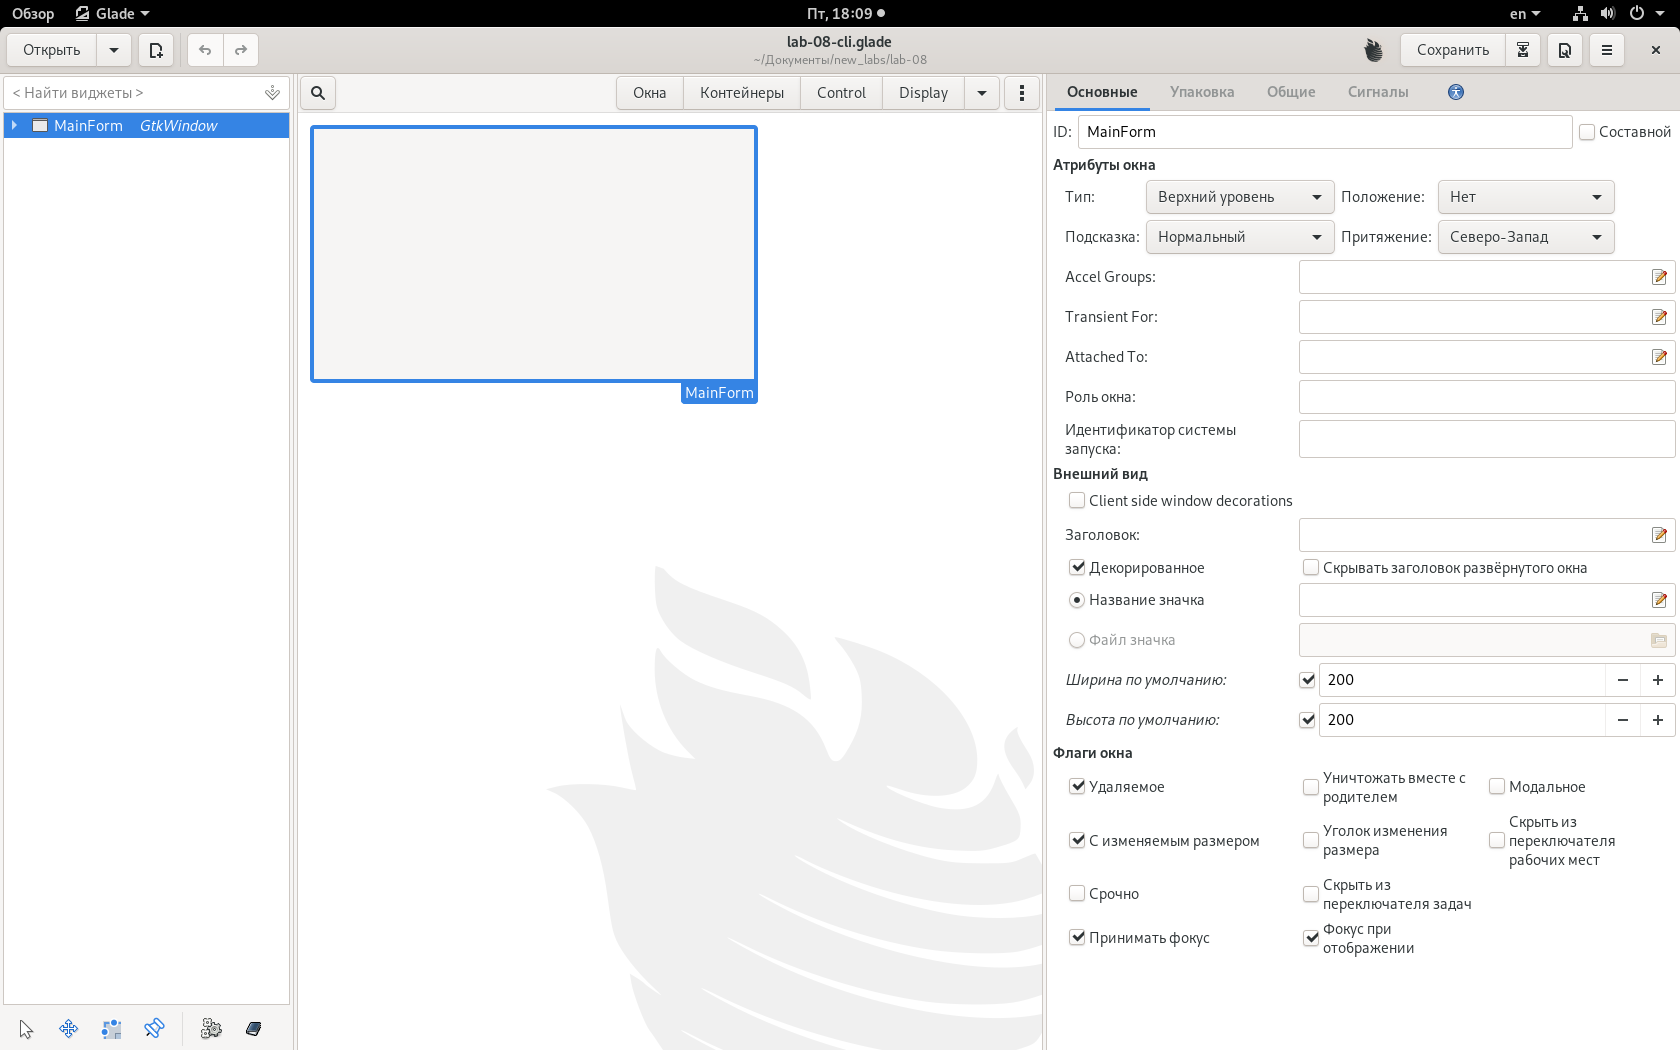 Обзор Glade Пт, 18:09 en
Открыть lab-08-cli.glade Сохранить
~/Документы/new_labs/lab-08
< Найти виджеты > Окна Контейнеры Control Display Основные Упаковка Общие Сигналы
MainForm GtkWindow
MainForm
ID: MainForm Составной
Атрибуты окна
Тип: Верхний уровень Положение: Нет
Подсказка: Нормальный Притяжение: Северо-Запад
Accel Groups:
Transient For:
Attached To:
Роль окна:
Идентификатор системы
запуска:
Внешний вид
Client side window decorations
Заголовок:
Декорированное Скрывать заголовок развёрнутого окна
Название значка
Файл значка
Ширина по умолчанию: 200
Высота по умолчанию: 200
Флаги окна
Удаляемое
Уничтожать вместе с
родителем
Модальное
С изменяемым размером
Уголок изменения
размера
Скрыть из
переключателя
рабочих мест
Срочно
Скрыть из
переключателя задач
Принимать фокус
Фокус при
отображении